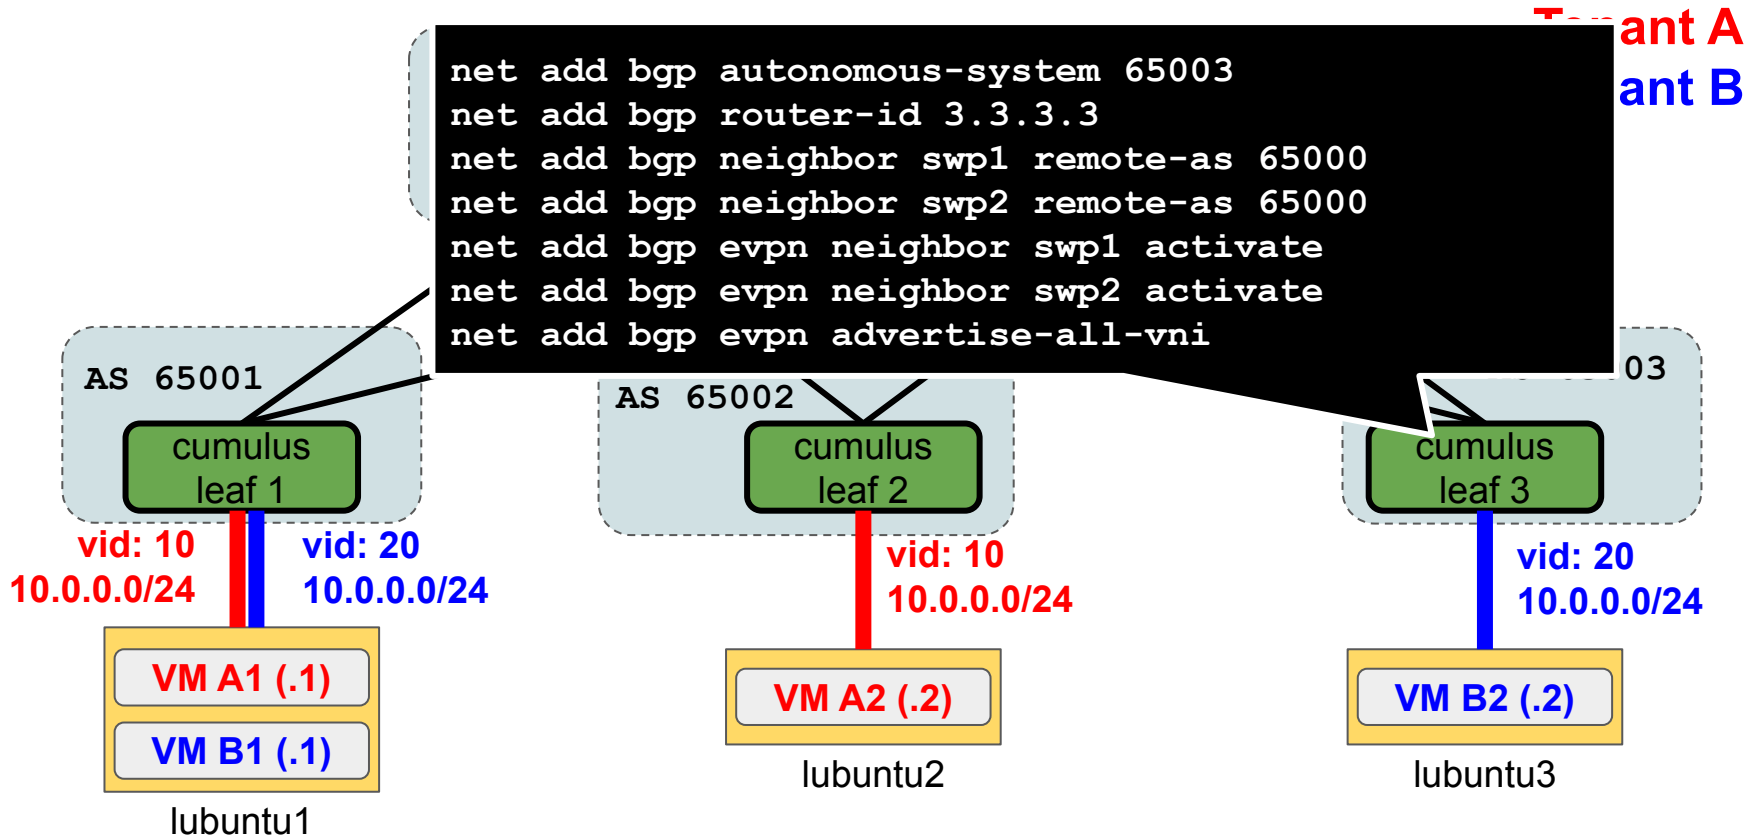 ant A
ant B
net add bgp autonomous-system 65003
net add bgp router-id 3.3.3.3
net add bgp neighbor swp1 remote-as 65000
net add bgp neighbor swp2 remote-as 65000
net add bgp evpn neighbor swp1 activate
net add bgp evpn neighbor swp2 activate
net add bgp evpn advertise-all-vni
AS 65001
AS 65002
03
cumulus
leaf 1
cumulus
leaf 2
cumulus
leaf 3
vid: 10
10.0.0.0/24
vid: 20
10.0.0.0/24
vid: 10
10.0.0.0/24
vid: 20
10.0.0.0/24
VM A1 (.1)
VM B1 (.1)
lubuntu1
VM A2 (.2)
lubuntu2
VM B2 (.2)
lubuntu3